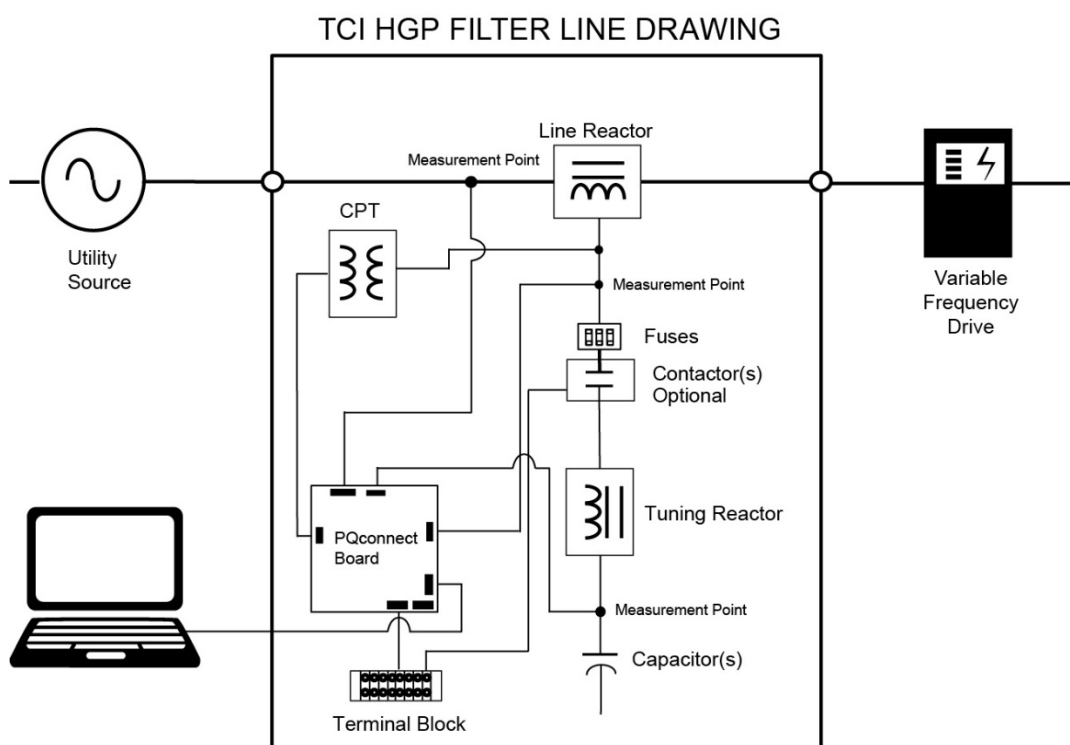 TCI HGP FILTER LINE DRAWING
Line Reactor
Measurement Point
CPT
Utility
Source
Measurement Point
Variable
Frequency
Drive
Fuses
Contactor(s)
Optional
Tuning Reactor
PQconnect
Board
Measurement Point
Capacitor(s)
Terminal Block